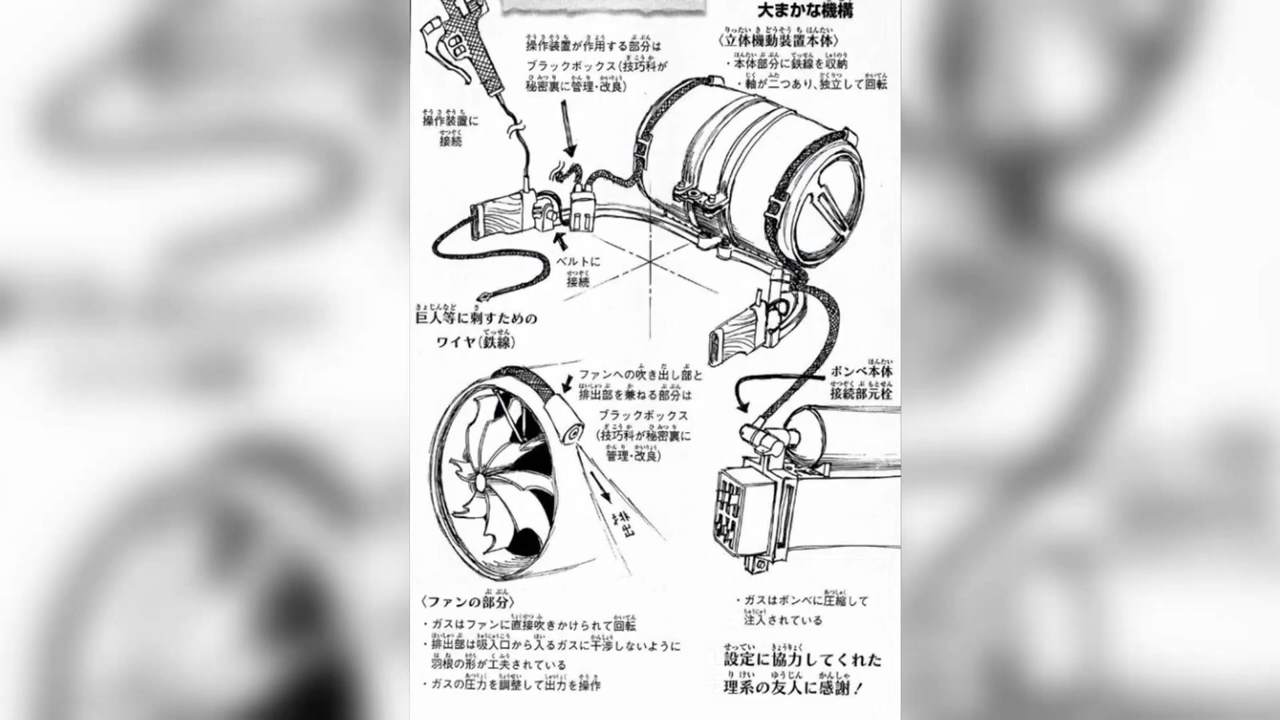 大まかな機構
〈立体機動装置本体〉
・本体部分に鉄線を収納
・軸が二つあり、独立して回転
操作装置が作用する部分は
ブラックボックス(技巧科が
秘密裏に管理・改良)
操作装置に
接続
ベルトに
接続
巨人等に刺すための
ワイヤ(鉄線)
ファンへの吹き出し部と
排出部を兼ねる部分は
ブラックボックス
(技巧科が秘密裏に
管理・改良)
排出
ボンベ本体
接続部元栓
〈ファンの部分〉
・ガスはファンに直接吹きかけられて回転
・排出部は吸入口から入るガスに干渉しないように
羽根の形が工夫されている
・ガスの圧力を調整して出力を操作
・ガスはボンベに圧縮して
注入されている
設定に協力してくれた
理系の友人に感謝!